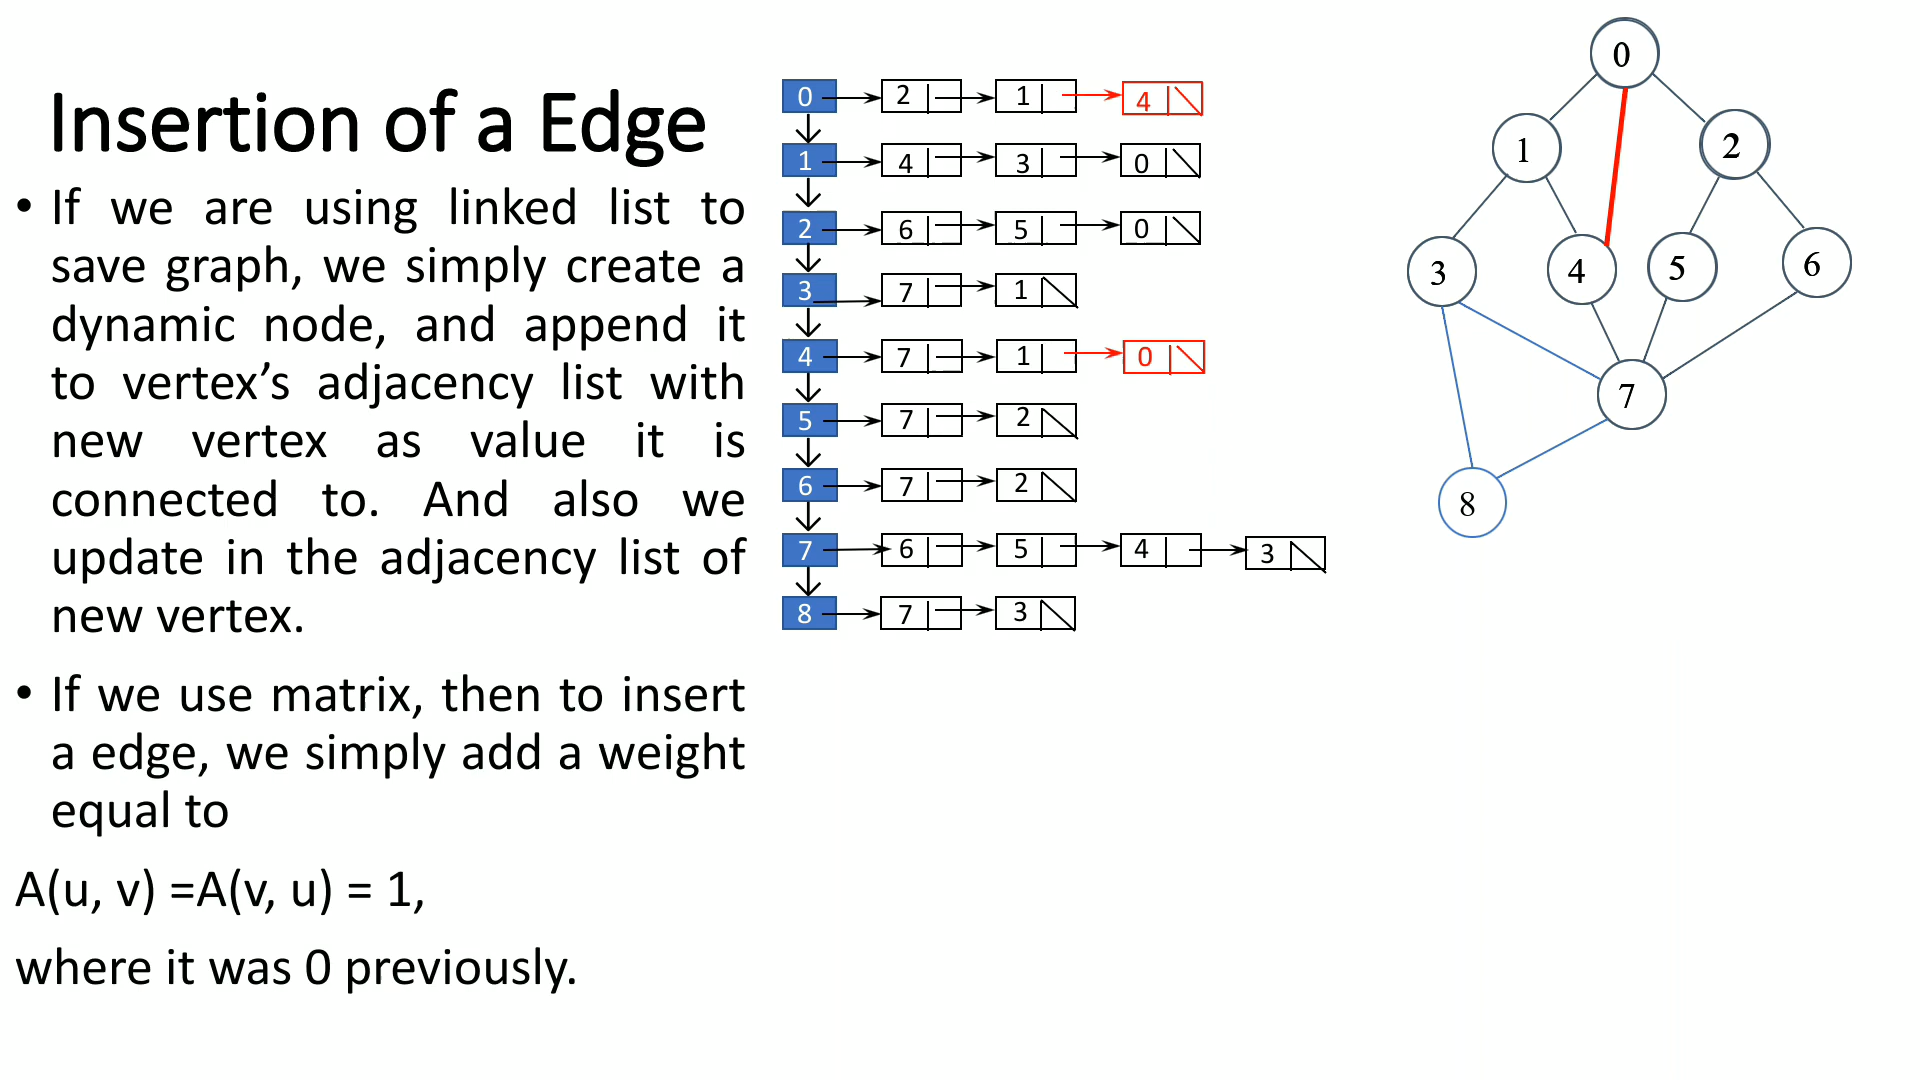 Insertion of a Edge
• If we are using linked list to
save graph, we simply create a
dynamic node, and append it
to vertex’s adjacency list with
new vertex as value it is
connected to. And also we
update in the adjacency list of
new vertex.
• If we use matrix, then to insert
a edge, we simply add a weight
equal to
A(u, v) =A(v, u) = 1,
where it was 0 previously.
0 2 1 4
1 4 3 0
2 6 5 0
3 7 1
4 7 1 0
5 7 2
6 7 2
7 6 5 4 3
8 7 3
0
1 2
3 4 5 6
7
8